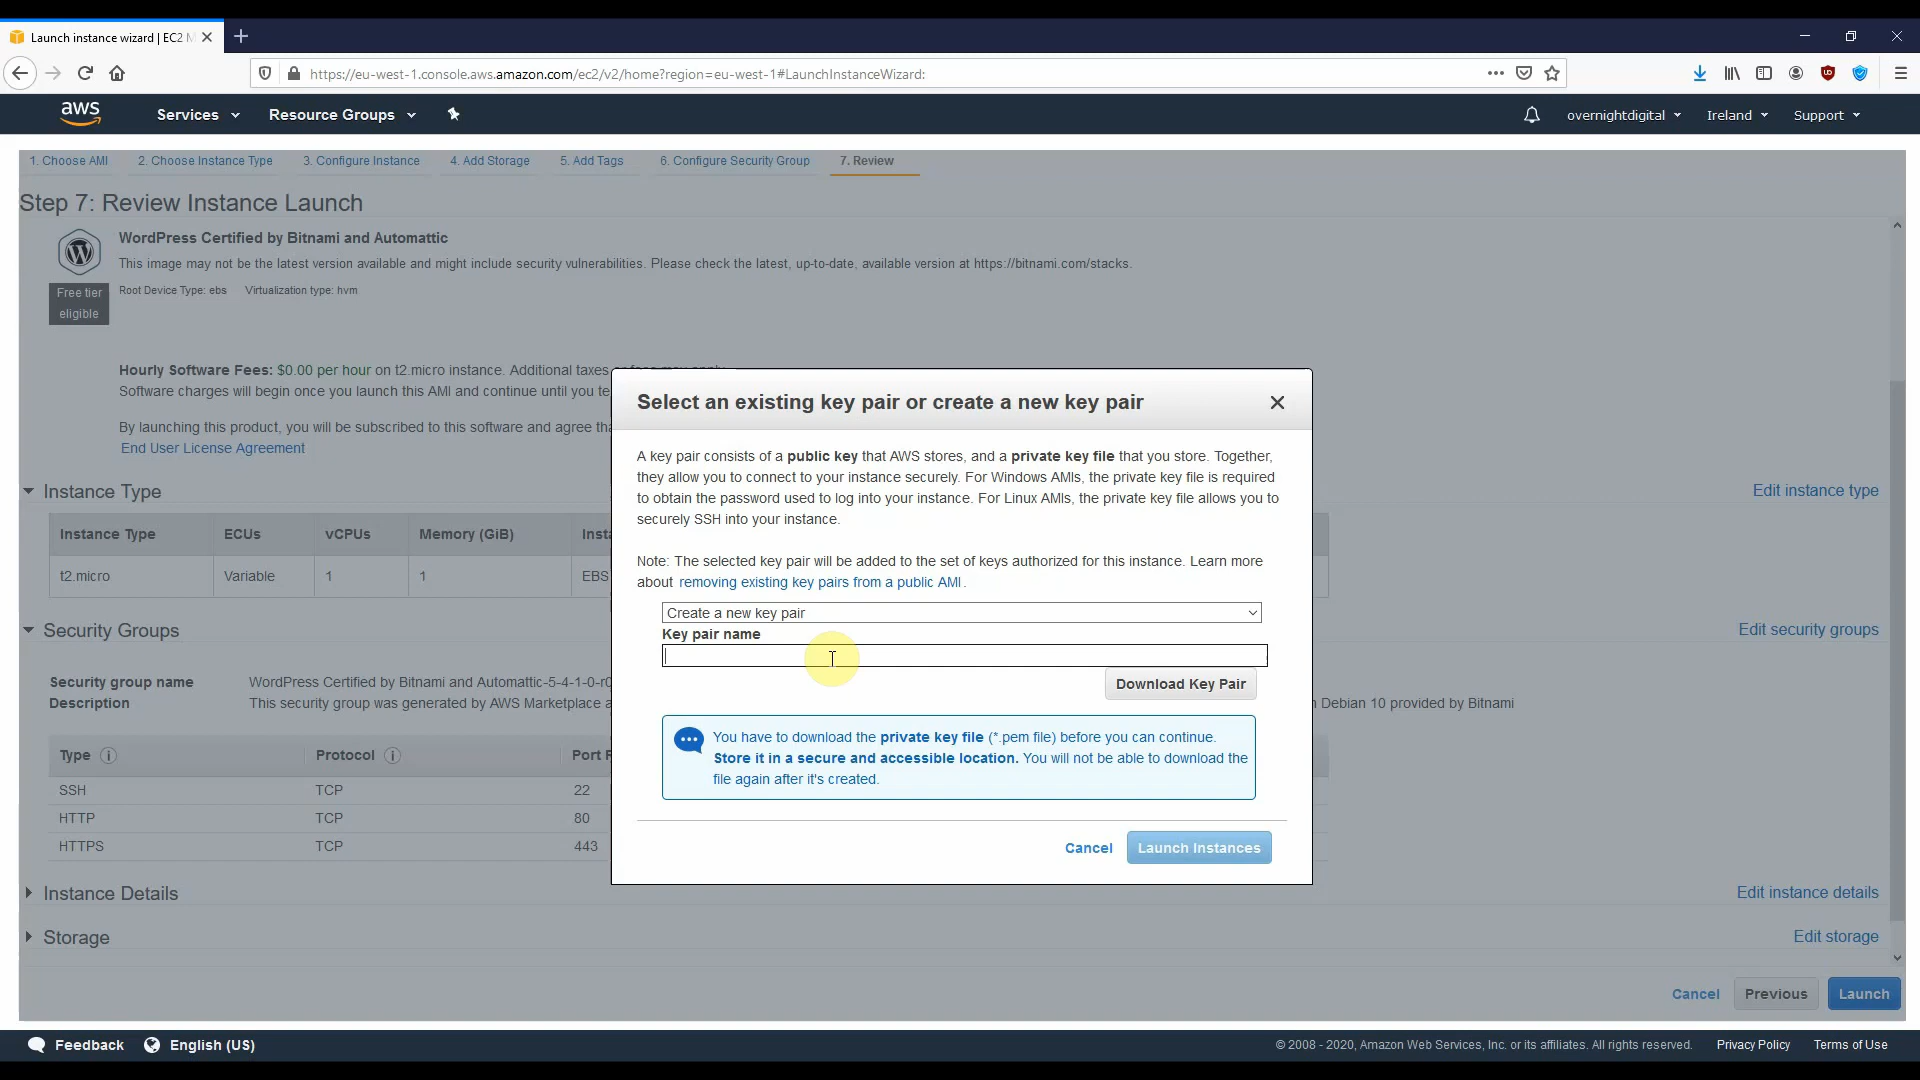 Launch instance wizard | EC2 M
https://eu-west-1.console.aws.amazon.com/ec2/v2/home?region=eu-west-1#LaunchInstanceWizard:
aws
Services
Resource Groups
overnightdigital
Ireland
Support
1. Choose AMI
2. Choose Instance Type
3. Configure Instance
4. Add Storage
5. Add Tags
6. Configure Security Group
7. Review
Step 7: Review Instance Launch
WordPress Certified by Bitnami and Automattic
This image may not be the latest version available and might include security vulnerabilities. Please check the latest, up-to-date, available version at https://bitnami.com/stacks.
Free tier
eligible
Root Device Type: ebs Virtualization type: hvm
Hourly Software Fees: $0.00 per hour on t2.micro instance. Additional taxes or fees may apply.
Software charges will begin once you launch this AMI and continue until you te
By launching this product, you will be subscribed to this software and agree tha
End User License Agreement
Instance Type
Edit instance type
Instance Type ECUs vCPUs Memory (GiB) Insta
t2.micro Variable 1 1 EBS
Security Groups
Edit security groups
Security group name WordPress Certified by Bitnami and Automattic-5-4-1-0-r0
Description This security group was generated by AWS Marketplace a
n Debian 10 provided by Bitnami
Type Protocol Port R
SSH TCP 22
HTTP TCP 80
HTTPS TCP 443
Instance Details
Edit instance details
Storage
Edit storage
Cancel Previous Launch
Select an existing key pair or create a new key pair
A key pair consists of a public key that AWS stores, and a private key file that you store. Together,
they allow you to connect to your instance securely. For Windows AMIs, the private key file is required
to obtain the password used to log into your instance. For Linux AMIs, the private key file allows you to
securely SSH into your instance.
Note: The selected key pair will be added to the set of keys authorized for this instance. Learn more
about removing existing key pairs from a public AMI.
Create a new key pair
Key pair name
Download Key Pair
You have to download the private key file (*.pem file) before you can continue.
Store it in a secure and accessible location. You will not be able to download the
file again after it's created.
Cancel Launch Instances
Feedback
English (US)
© 2008 - 2020, Amazon Web Services, Inc. or its affiliates. All rights reserved.
Privacy Policy
Terms of Use